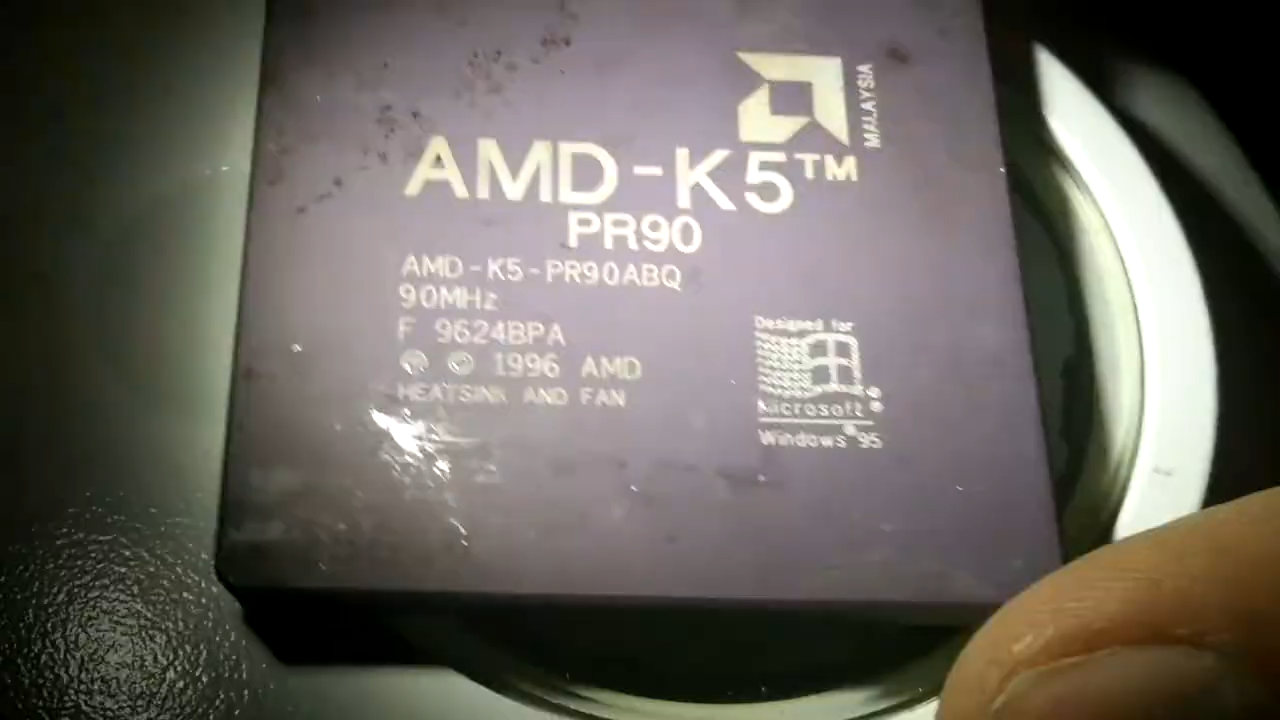 MALAYSIA
AMD-K5™
PR90
AMD-K5-PR90ABQ
90MHz
F 9624BPA
Ⓜ © 1996 AMD
HEATSINK AND FAN
Designed for
Microsoft®
Windows®95